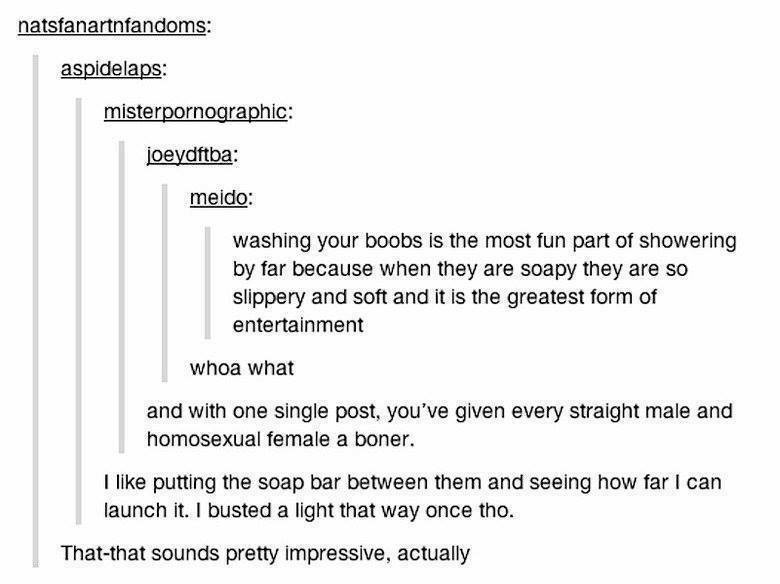 natsfanartnfandoms:
aspidelaps:
misterpornographic:
joeydftba:
meido:
washing your boobs is the most fun part of showering
by far because when they are soapy they are so
slippery and soft and it is the greatest form of
entertainment
whoa what
and with one single post, you've given every straight male and
homosexual female a boner.
I like putting the soap bar between them and seeing how far I can
launch it. I busted a light that way once tho.
That-that sounds pretty impressive, actually